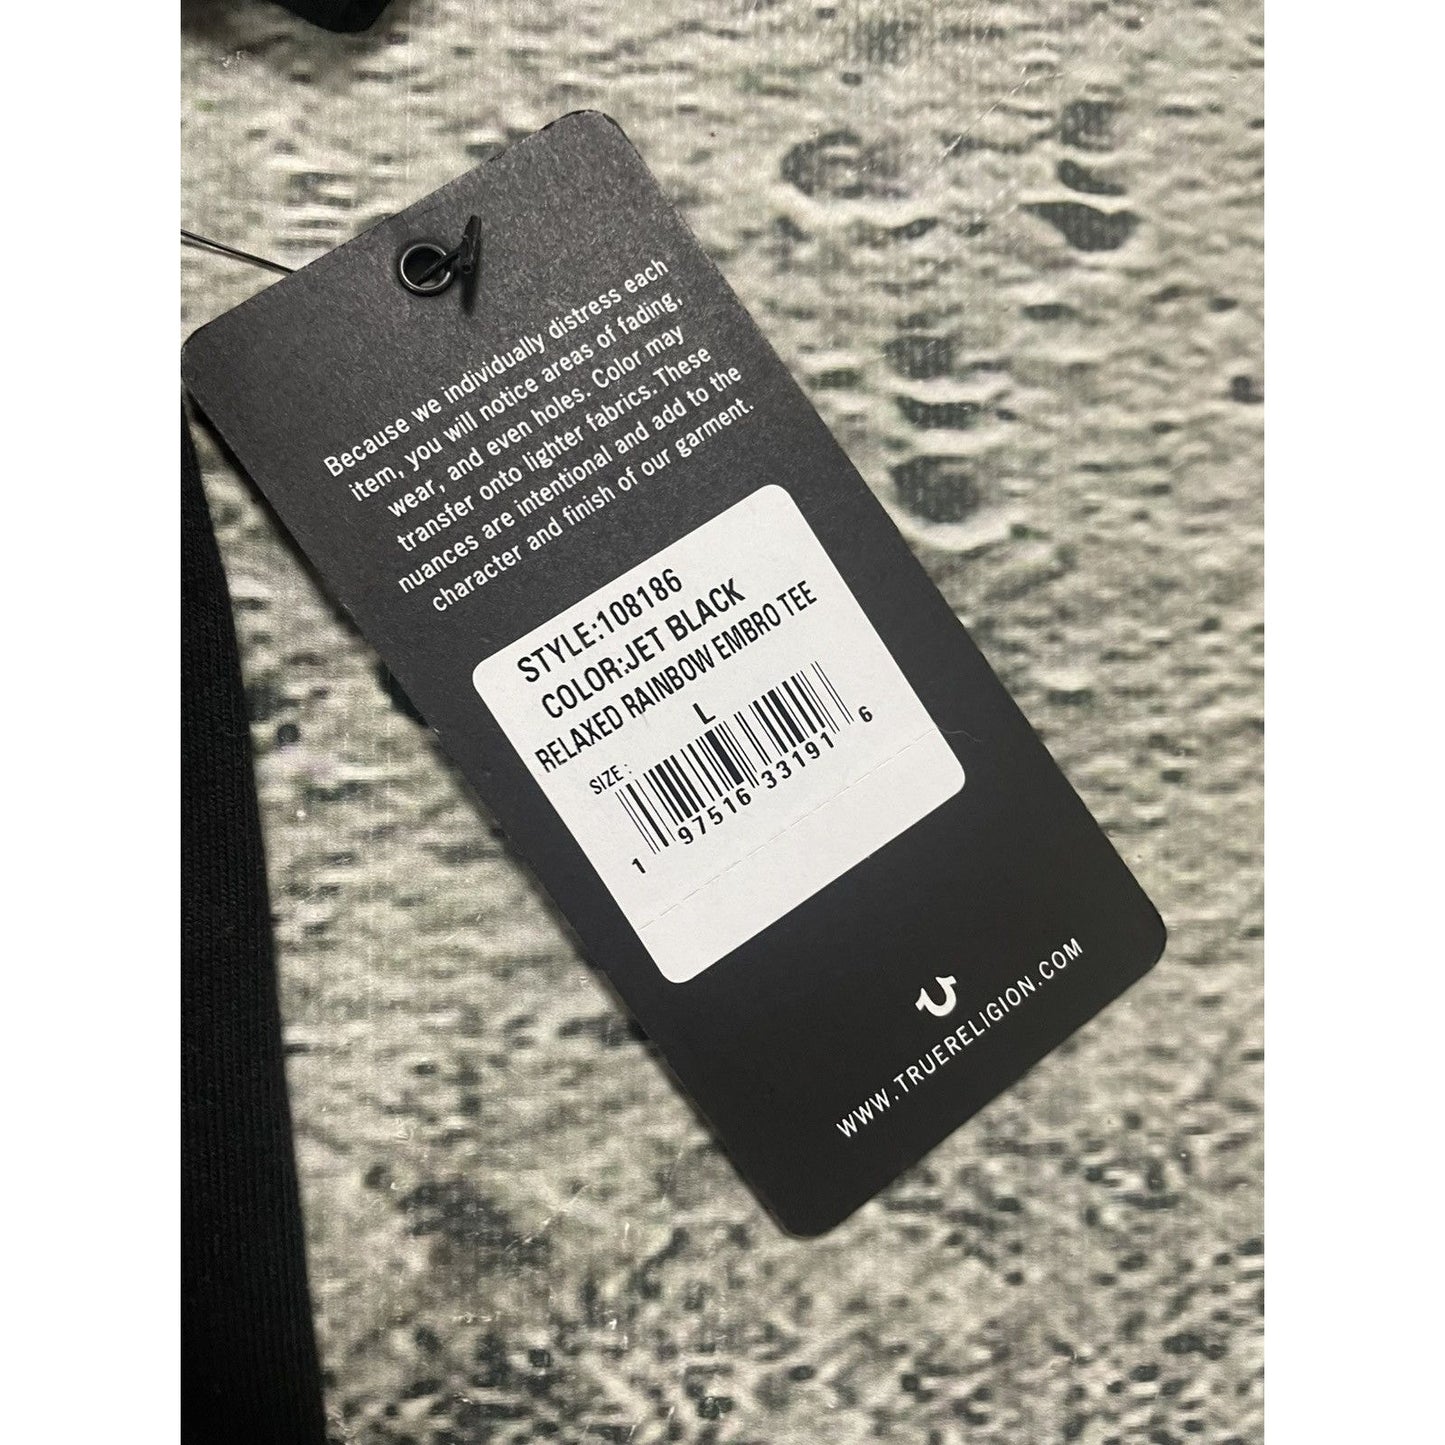 Because we individually distress each
item, you will notice areas of fading,
wear, and even holes. Color may
transfer onto lighter fabrics. These
nuances are intentional and add to the
character and finish of our garment.
STYLE:108186
COLOR:JET BLACK
RELAXED RAINBOW EMBRO TEE
SIZE : L
1 97516 33191 6
WWW.TRUERELIGION.COM